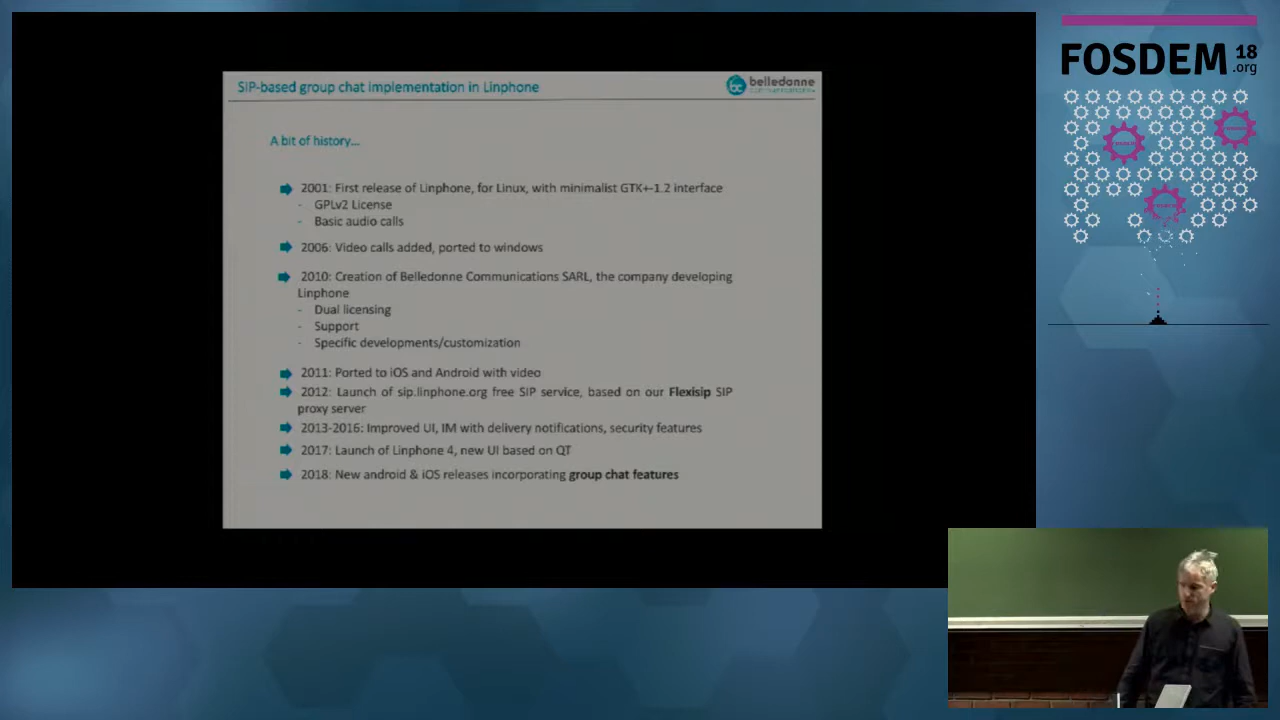 SIP-based group chat implementation in Linphone
belledonne
A bit of history...
2001: First release of Linphone, for Linux, with minimalist GTK+-1.2 interface
- GPLv2 License
- Basic audio calls
2006: Video calls added, ported to windows
2010: Creation of Belledonne Communications SARL, the company developing
Linphone
- Dual licensing
- Support
- Specific developments/customization
2011: Ported to iOS and Android with video
2012: Launch of sip.linphone.org free SIP service, based on our Flexisip SIP
proxy server
2013-2016: Improved UI, IM with delivery notifications, security features
2017: Launch of Linphone 4, new UI based on QT
2018: New android & iOS releases incorporating group chat features
FOSDEM 18
.org